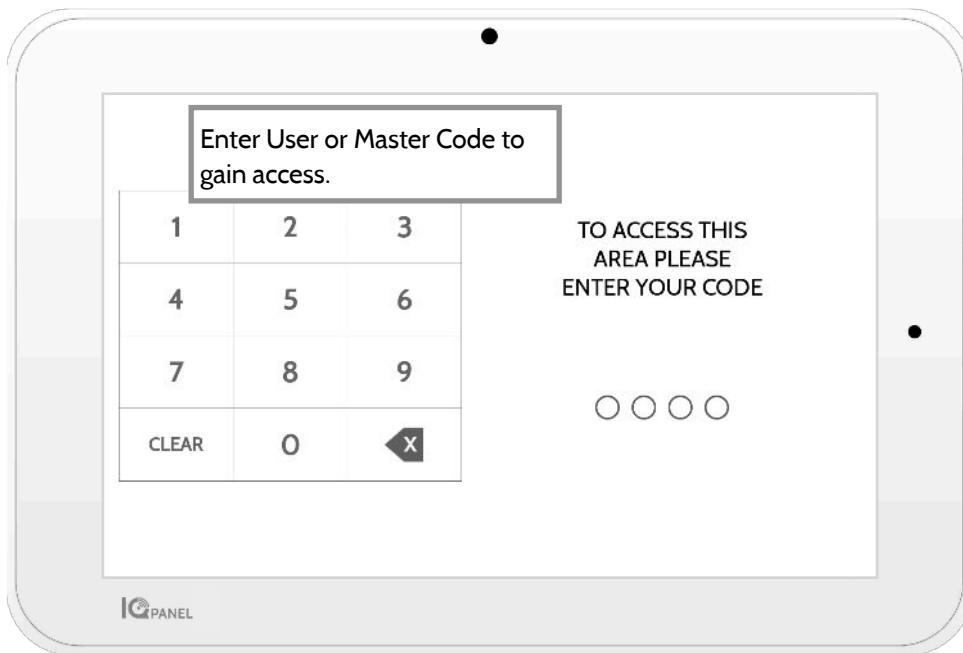 Enter User or Master Code to
gain access.
1 2 3
4 5 6
7 8 9
CLEAR 0 X
TO ACCESS THIS
AREA PLEASE
ENTER YOUR CODE
IQ PANEL